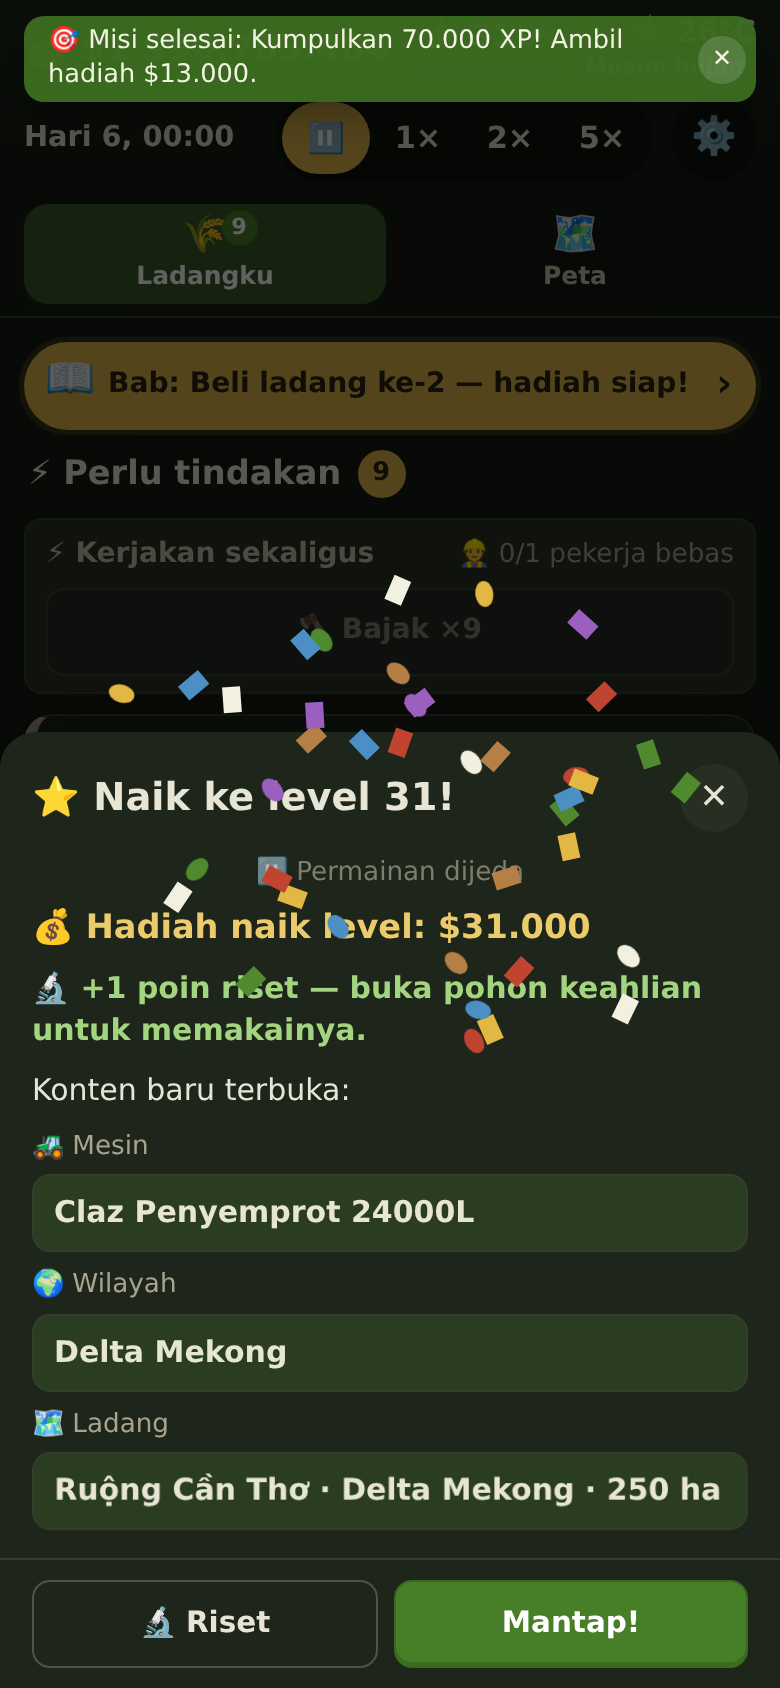 🎯 Misi selesai: Kumpulkan 70.000 XP! Ambil
hadiah $13.000.
Hari 6, 00:00
1×
2×
5×
9
Ladangku
Peta
Bab: Beli ladang ke-2 — hadiah siap!
⚡ Perlu tindakan 9
⚡ Kerjakan sekaligus
0/1 pekerja bebas
Bajak ×9
⭐ Naik ke level 31!
⏸️ Permainan dijeda
💰 Hadiah naik level: $31.000
🔬 +1 poin riset — buka pohon keahlian
untuk memakainya.
Konten baru terbuka:
🚜 Mesin
Claz Penyemprot 24000L
🌍 Wilayah
Delta Mekong
🗺️ Ladang
Ruộng Cần Thơ · Delta Mekong · 250 ha
🔬 Riset
Mantap!